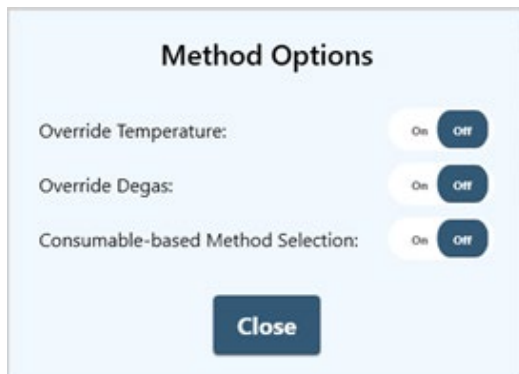 Method Options
Override Temperature: On Off
Override Degas: On Off
Consumable-based Method Selection: On Off
Close